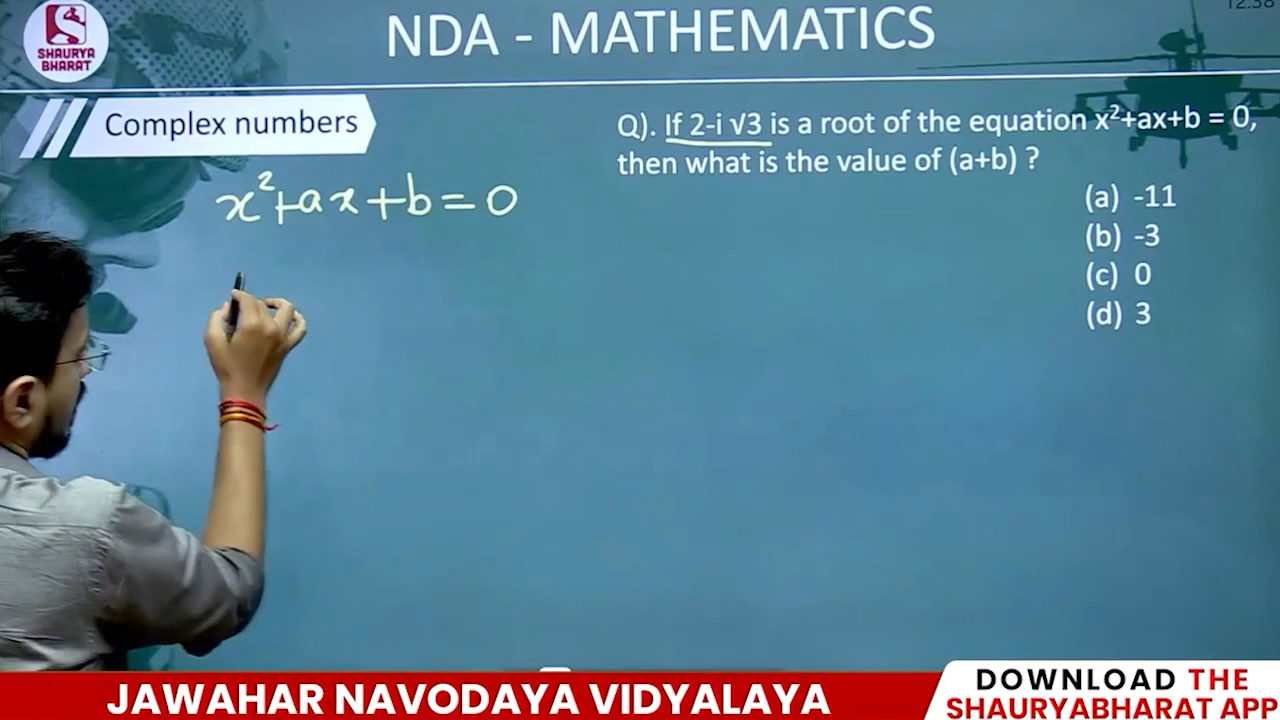 SHAURYA
BHARAT
NDA - MATHEMATICS
Complex numbers
Q). If 2-i √3 is a root of the equation x²+ax+b = 0,
then what is the value of (a+b) ?
(a) -11
(b) -3
(c) 0
(d) 3
x²+ax+b=0
JAWAHAR NAVODAYA VIDYALAYA
DOWNLOAD THE
SHAURYABHARAT APP